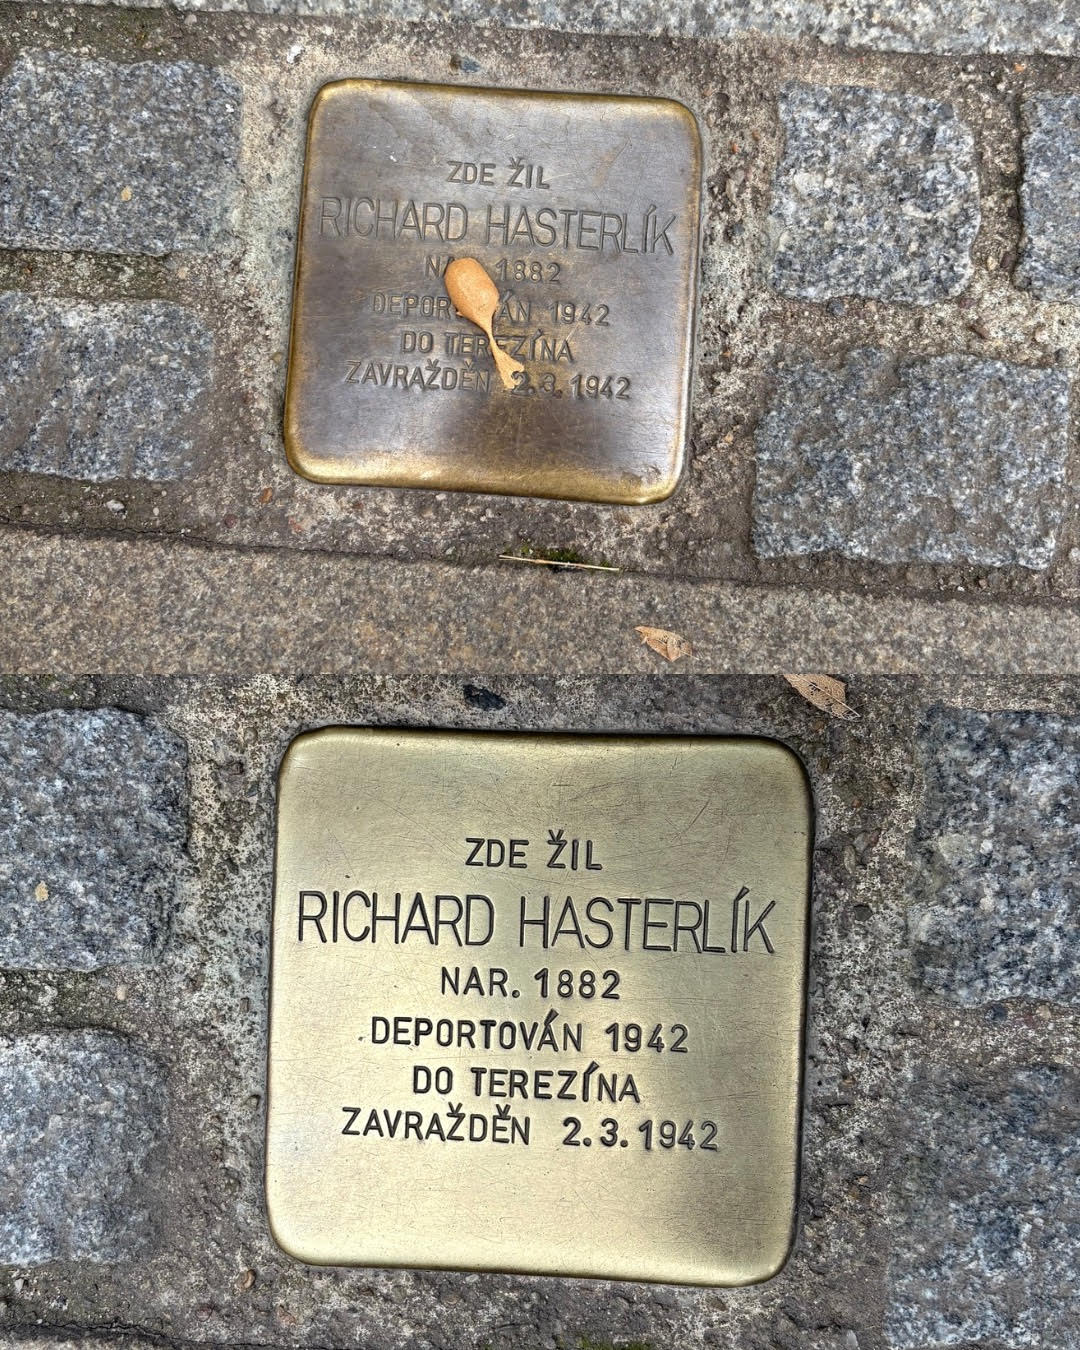 ZDE ŽIL
RICHARD HASTERLÍK
1882
1942
DO TEREZÍNA
ZAVRAŽDĚN 2.3.1942
ZDE ŽIL
RICHARD HASTERLÍK
NAR. 1882
DEPORTOVÁN 1942
DO TEREZÍNA
ZAVRAŽDĚN 2.3.1942